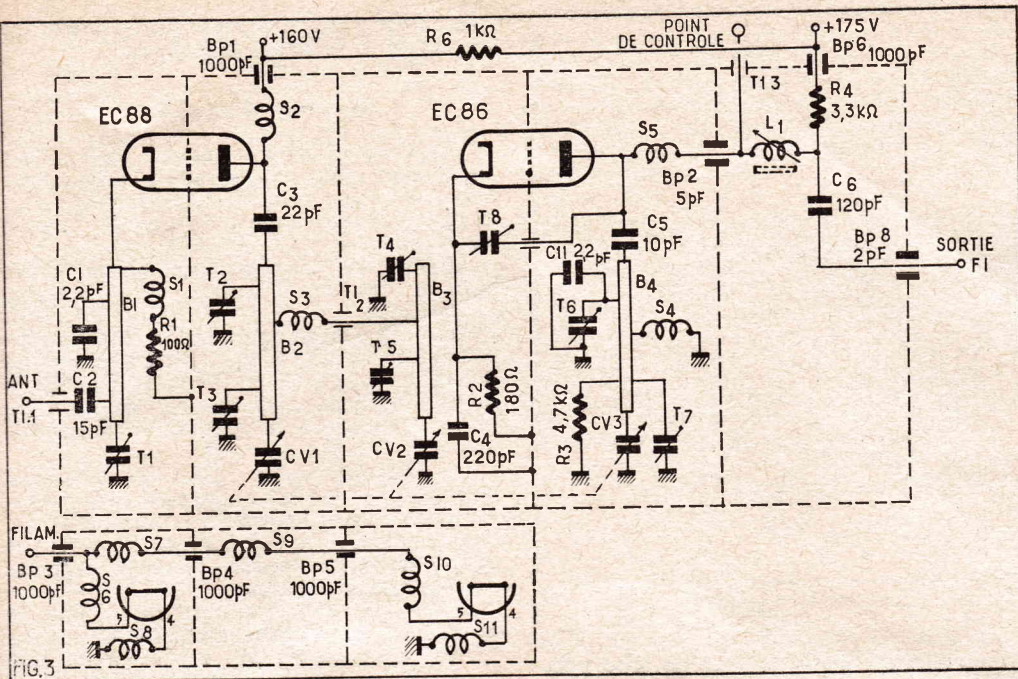 +160V
Bp1
1000pF
R6 1kΩ
POINT
DE CONTROLE
+175V
Bp6
1000pF
T13
EC88
S2
EC86
S5
L1
R4
3,3kΩ
Bp2
5pF
C3
22pF
T8
C5
10pF
C6
120pF
Bp8
2pF
SORTIE
FI
C1
2,2pF
B1
S1
R1
100Ω
T2
S3
B2
T1.2
T4
B3
T5
C11 2,2pF
T6
B4
S4
ANT
T1.1
C2
15pF
T1
T3
CV1
CV2
R2
180Ω
C4
220pF
R3 4,7kΩ
CV3
T7
FILAM.
Bp3
1000pF
S7
S6
S8
5
4
Bp4
1000pF
S9
Bp5
1000pF
S10
S11
5
4
FIG.3